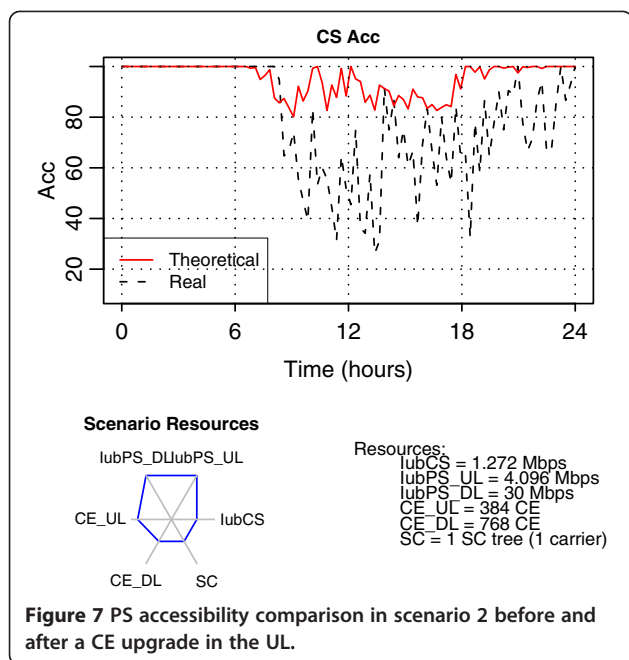 CS Acc
Acc
80
60
40
20
Theoretical
Real
0 6 12 18 24
Time (hours)
Scenario Resources
IubPS_DL IubPS_UL
CE_UL IubCS
CE_DL SC
Resources:
IubCS = 1.272 Mbps
IubPS_UL = 4.096 Mbps
IubPS_DL = 30 Mbps
CE_UL = 384 CE
CE_DL = 768 CE
SC = 1 SC tree (1 carrier)
Figure 7 PS accessibility comparison in scenario 2 before and
after a CE upgrade in the UL.